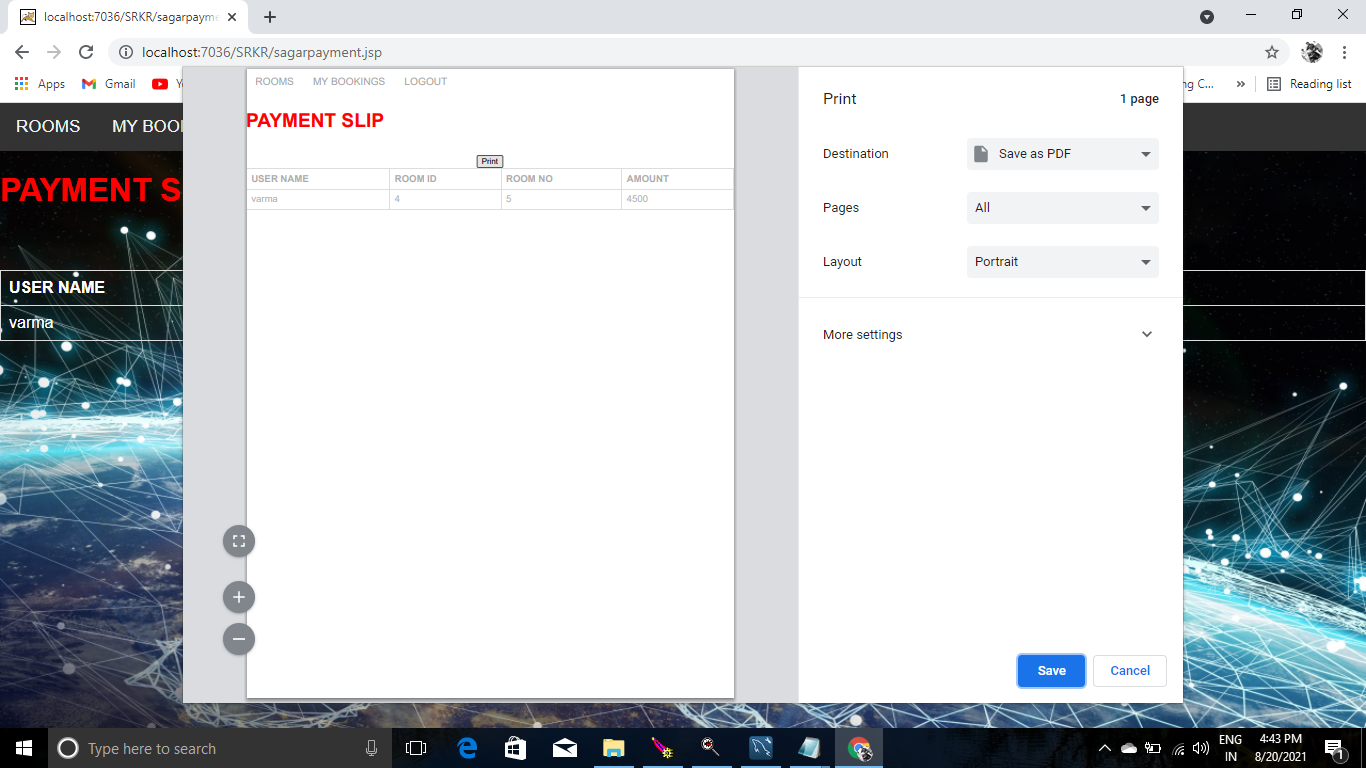 localhost:7036/SRKR/sagarpayme
localhost:7036/SRKR/sagarpayment.jsp
Apps
Gmail
Y
ng C...
»
Reading list
ROOMS
MY BOOI
PAYMENT S
USER NAME
varma
ROOMS MY BOOKINGS LOGOUT
PAYMENT SLIP
Print
USER NAME ROOM ID ROOM NO AMOUNT
varma 4 5 4500
Print
1 page
Destination
Save as PDF
Pages
All
Layout
Portrait
More settings
Save
Cancel
Type here to search
ENG
IN
4:43 PM
8/20/2021
1